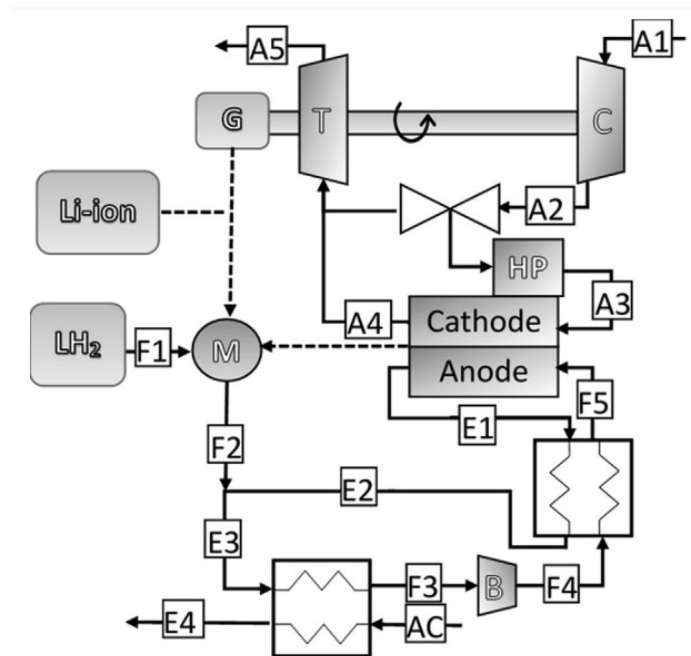 A5
A1
G
T
C
Li-ion
A2
HP
A3
LH₂
F1
M
A4
Cathode
Anode
F5
E1
F2
E2
E3
F3
B
F4
E4
AC